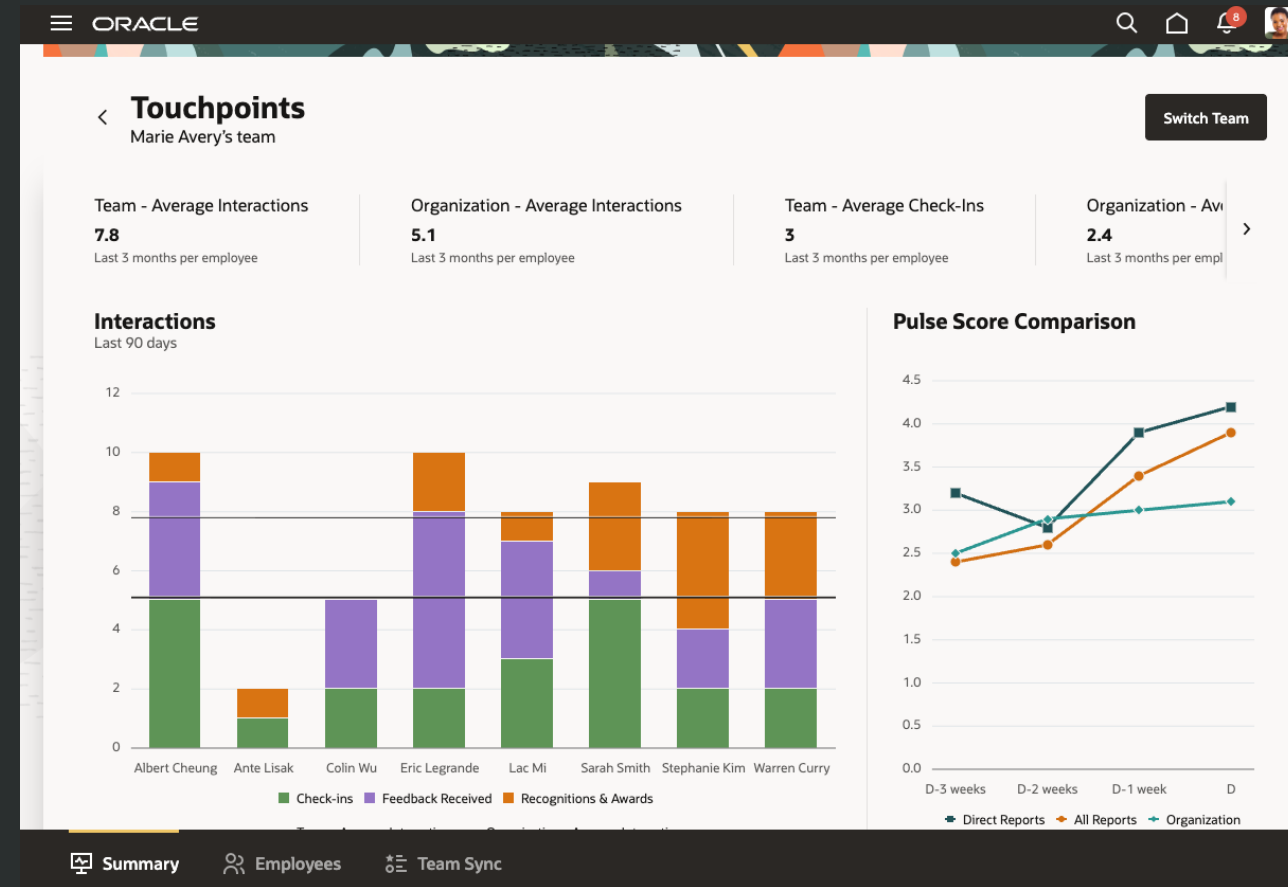 ORACLE
8
Touchpoints
Marie Avery's team
Switch Team
Team - Average Interactions
7.8
Last 3 months per employee
Organization - Average Interactions
5.1
Last 3 months per employee
Team - Average Check-Ins
3
Last 3 months per employee
Organization -
2.4
Last 3 months per
Interactions
Last 90 days
12
10
8
6
4
2
0
Albert Cheung
Ante Lisak
Colin Wu
Eric Legrande
Lac Mi
Sarah Smith
Stephanie Kim
Warren Curry
Check-ins
Feedback Received
Recognitions & Awards
Pulse Score Comparison
4.5
4.0
3.5
3.0
2.5
2.0
1.5
1.0
0.5
0.0
D-3 weeks
D-2 weeks
D-1 week
D
Direct Reports
All Reports
Organization
Summary
Employees
Team Sync